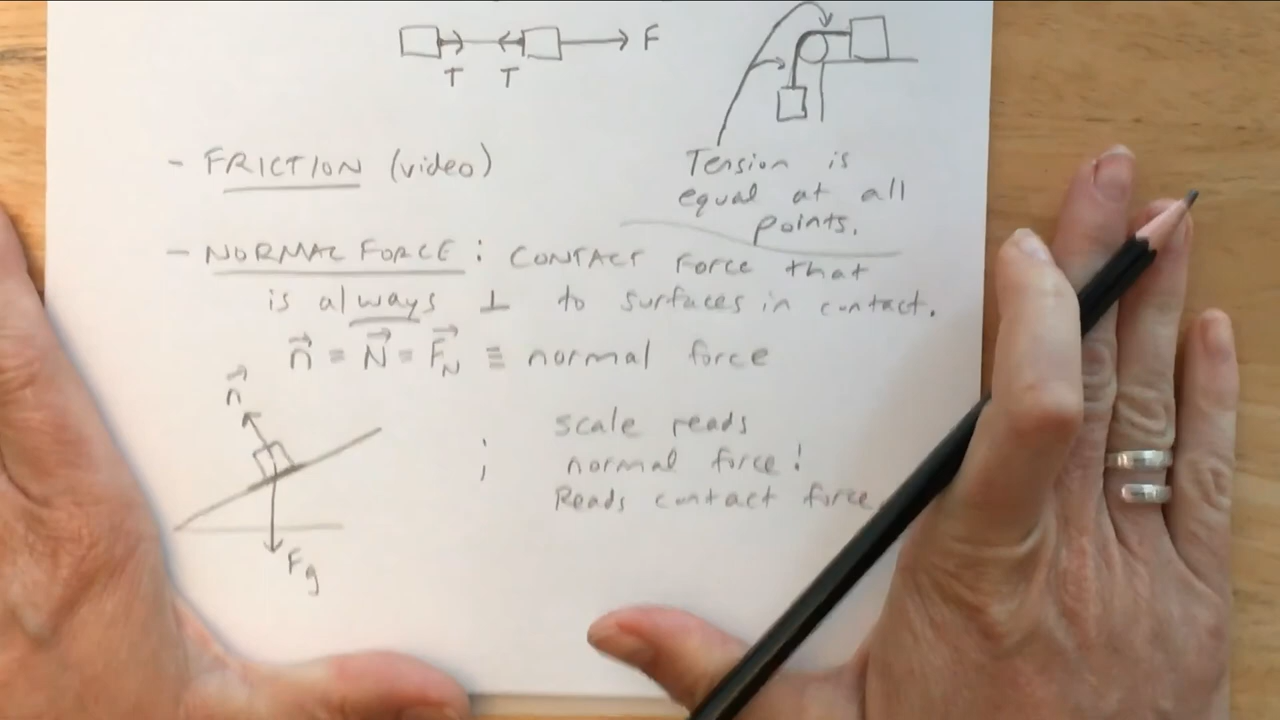 F
T T
- FRICTION (video)
Tension is
equal at all
points.
- NORMAL FORCE : CONTACT Force that
is always ⊥ to surfaces in contact.
n⃗ ≡ N⃗ = F⃗_N ≡ normal force
n⃗
Fg
; scale reads
normal force!
Reads contact force